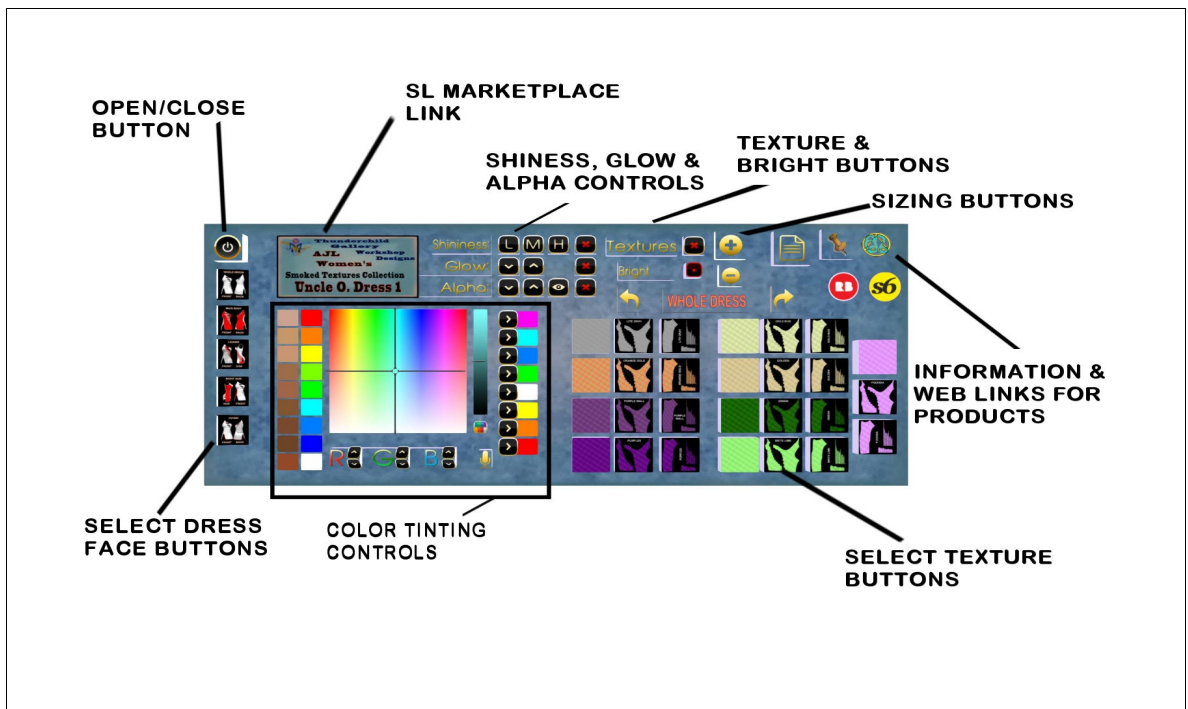 OPEN/CLOSE
BUTTON
SL MARKETPLACE
LINK
SHINESS, GLOW &
ALPHA CONTROLS
TEXTURE &
BRIGHT BUTTONS
SIZING BUTTONS
Thunderchild
Gallery
AJL Workshop
Designs
Women's
Smoked Textures Collection
Uncle O. Dress 1
Shininess:
L M H
Glow:
Alpha:
Textures
Bright
WHOLE DRESS
RB
s6
R G B
INFORMATION &
WEB LINKS FOR
PRODUCTS
SELECT DRESS
FACE BUTTONS
COLOR TINTING
CONTROLS
SELECT TEXTURE
BUTTONS